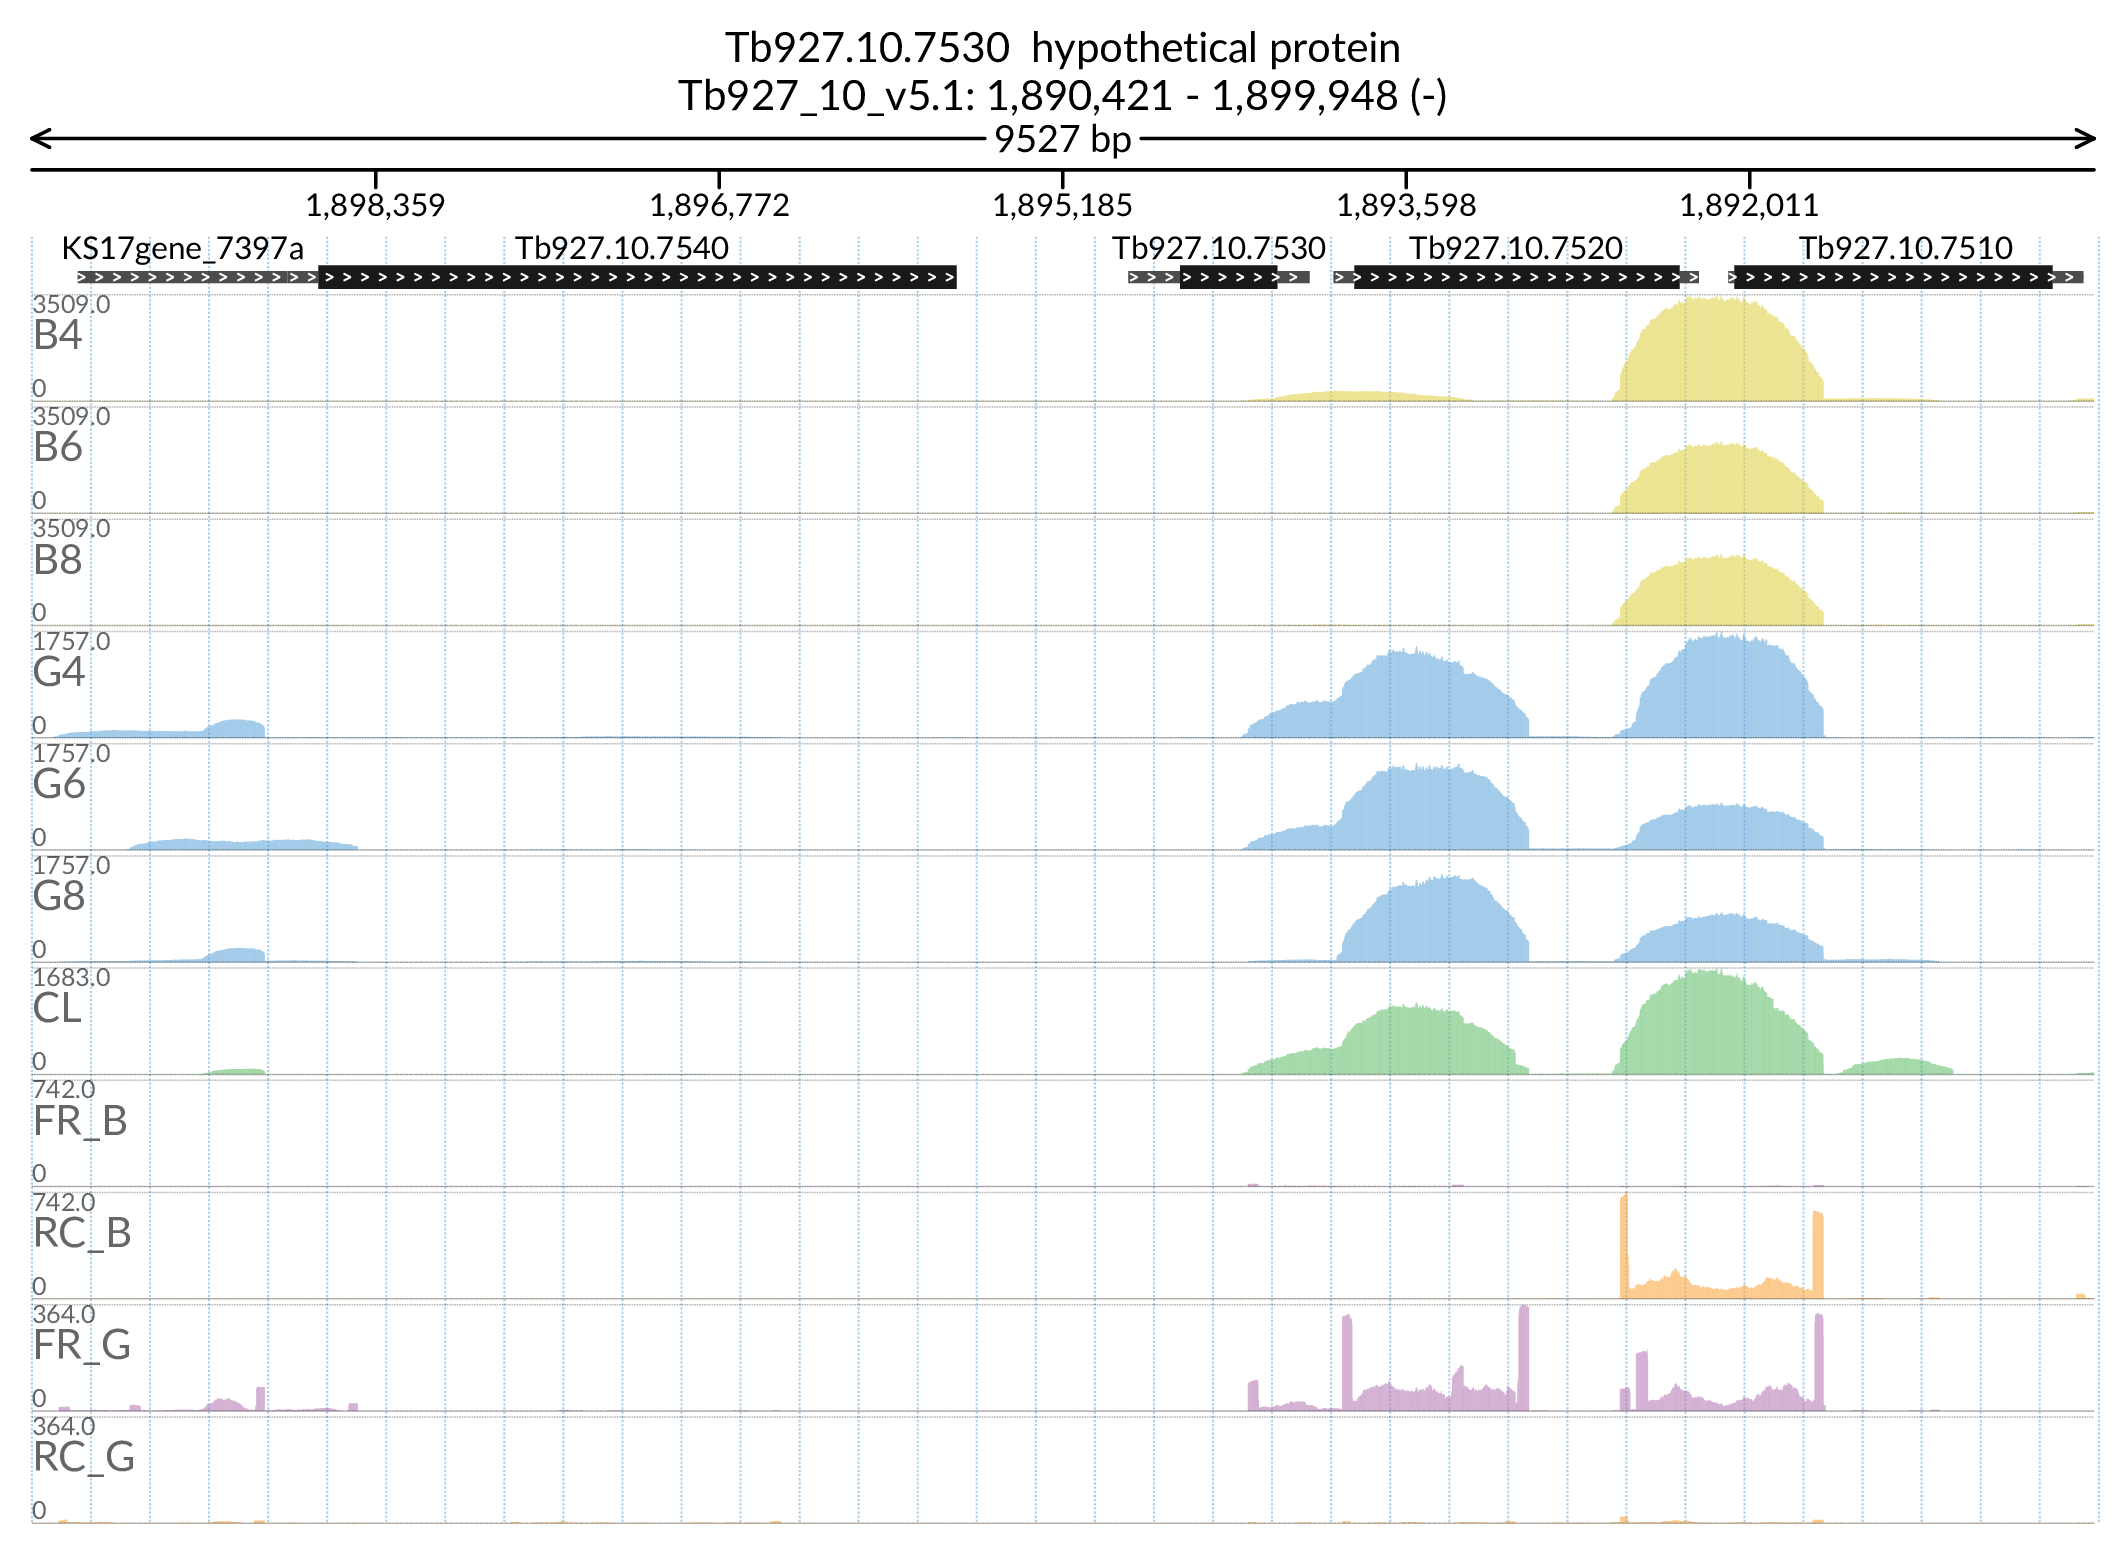 Tb927.10.7530 hypothetical protein
Tb927_10_v5.1: 1,890,421 - 1,899,948 (-)
9527 bp
1,898,359 1,896,772 1,895,185 1,893,598 1,892,011
KS17gene_7397a Tb927.10.7540 Tb927.10.7530 Tb927.10.7520 Tb927.10.7510
3509.0
B4
0
3509.0
B6
0
3509.0
B8
0
1757.0
G4
0
1757.0
G6
0
1757.0
G8
0
1683.0
CL
0
742.0
FR_B
0
742.0
RC_B
0
364.0
FR_G
0
364.0
RC_G
0